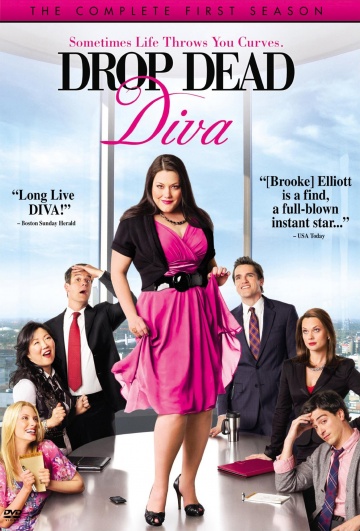 THE COMPLETE FIRST SEASON
Sometimes Life Throws You Curves.
DROP DEAD
Diva
"Long Live
DIVA!"
– Boston Sunday Herald
"[Brooke] Elliott
is a find,
a full-blown
instant star..."
– USA Today
DVD